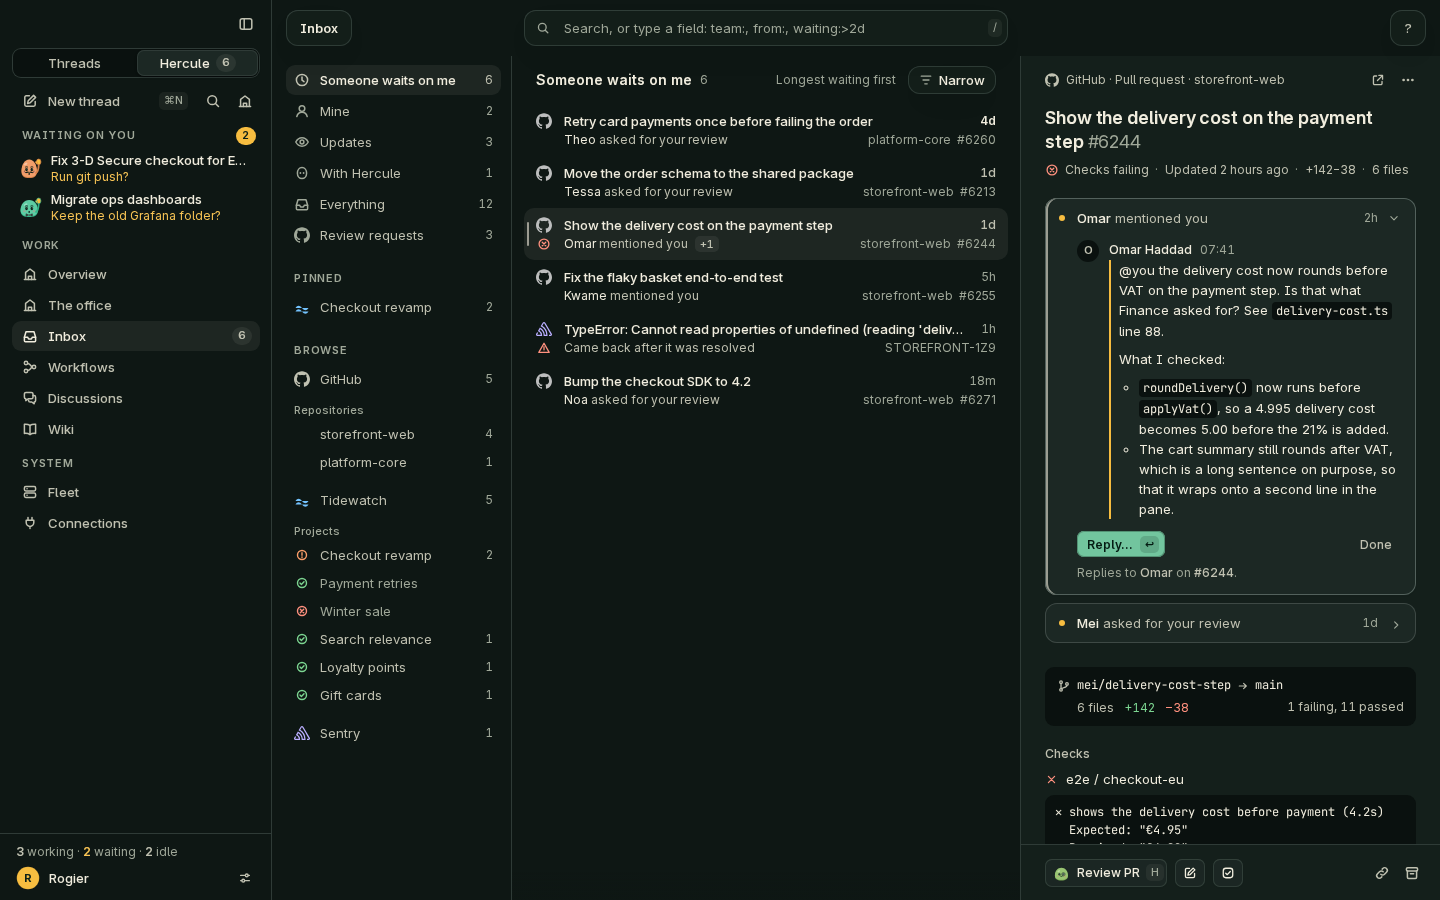 Inbox
Search, or type a field: team:, from:, waiting:>2d
/
?
Threads
Hercule 6
New thread
⌘N
WAITING ON YOU
2
Fix 3-D Secure checkout for E...
Run git push?
Migrate ops dashboards
Keep the old Grafana folder?
WORK
Overview
The office
Inbox
6
Workflows
Discussions
Wiki
SYSTEM
Fleet
Connections
3 working · 2 waiting · 2 idle
R
Rogier
Someone waits on me 6
Mine 2
Updates 3
With Hercule 1
Everything 12
Review requests 3
PINNED
Checkout revamp 2
BROWSE
GitHub 5
Repositories
storefront-web 4
platform-core 1
Tidewatch 5
Projects
Checkout revamp 2
Payment retries
Winter sale
Search relevance 1
Loyalty points 1
Gift cards 1
Sentry 1
Someone waits on me 6
Longest waiting first
Narrow
Retry card payments once before failing the order 4d
Theo asked for your review platform-core #6260
Move the order schema to the shared package 1d
Tessa asked for your review storefront-web #6213
Show the delivery cost on the payment step 1d
Omar mentioned you +1 storefront-web #6244
Fix the flaky basket end-to-end test 5h
Kwame mentioned you storefront-web #6255
TypeError: Cannot read properties of undefined (reading 'deliv... 1h
Came back after it was resolved STOREFRONT-1Z9
Bump the checkout SDK to 4.2 18m
Noa asked for your review storefront-web #6271
GitHub · Pull request · storefront-web
Show the delivery cost on the payment
step #6244
Checks failing · Updated 2 hours ago · +142−38 · 6 files
Omar mentioned you 2h
O
Omar Haddad 07:41
@you the delivery cost now rounds before
VAT on the payment step. Is that what
Finance asked for? See delivery-cost.ts
line 88.
What I checked:
roundDelivery() now runs before
applyVat(), so a 4.995 delivery cost
becomes 5.00 before the 21% is added.
The cart summary still rounds after VAT,
which is a long sentence on purpose, so
that it wraps onto a second line in the
pane.
Reply... ↵
Done
Replies to Omar on #6244.
Mei asked for your review 1d
mei/delivery-cost-step → main
6 files +142 −38 1 failing, 11 passed
Checks
e2e / checkout-eu
× shows the delivery cost before payment (4.2s)
Expected: "€4.95"
Review PR H